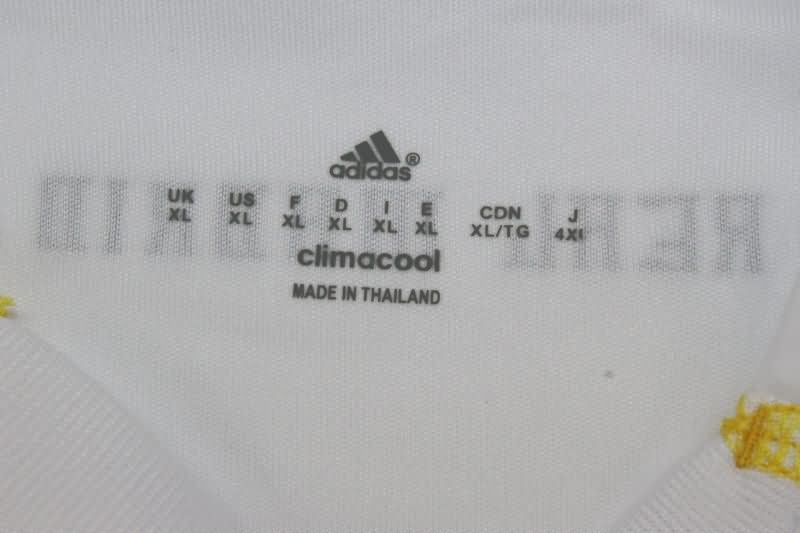 adidas®
UK US F D I E CDN J
XL XL XL XL XL XL XL/TG 4XL
climacool
MADE IN THAILAND